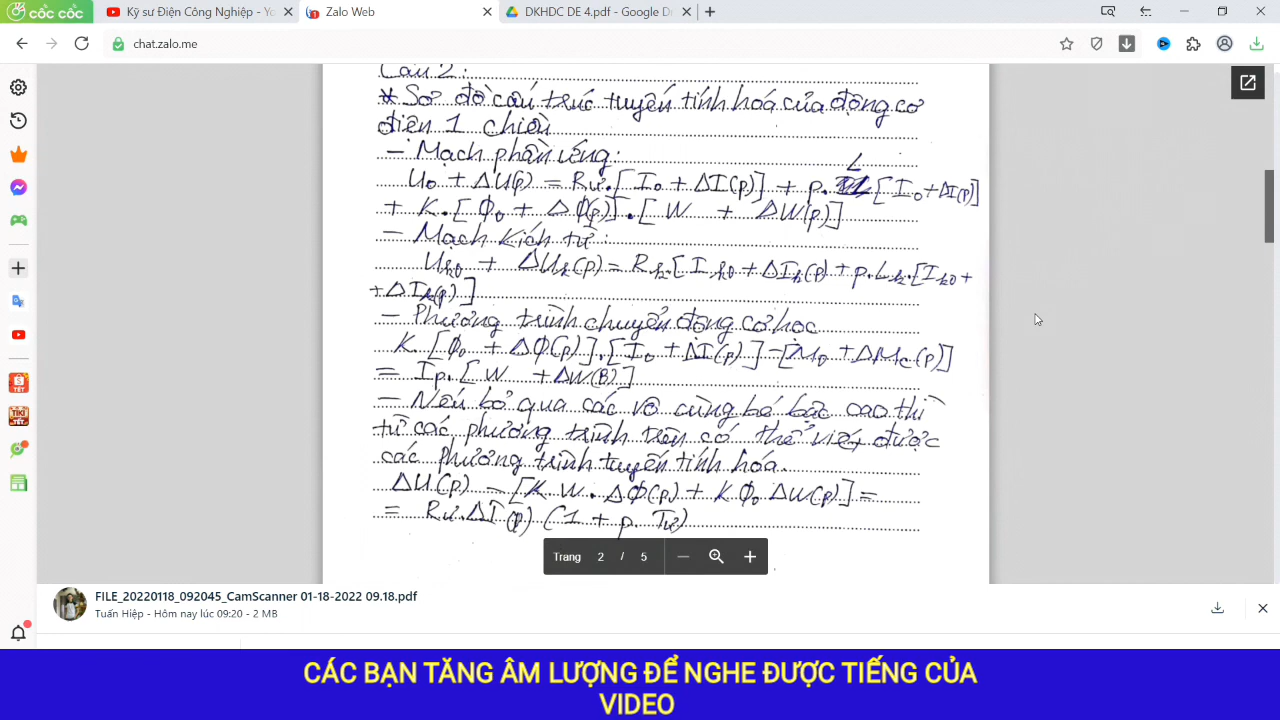 cốc cốc
Kỹ sư Điện Công Nghiệp - Yo
Zalo Web
DKHDC DE 4.pdf - Google D
chat.zalo.me
Câu 2:
* Sơ đồ cấu trúc tuyến tính hoá của động cơ
điện 1 chiều
- Mạch phần ứng:
U0 + ΔU(p) = Rư.[I0 + ΔI(p)] + p. L [I0 + ΔI(p)]
+ K.[Φ0 + ΔΦ(p)].[W + ΔW(p)]
- Mạch kích từ:
Uk0 + ΔUk(p) = Rk.[Ik0 + ΔIk(p) + p.Lk.[Ik0 +
+ ΔIk(p)]
- Phương trình chuyển động cơ học
K.[Φ0 + ΔΦ(p)].[I0 + ΔI(p)] - [M0 + ΔMc(p)]
= Ip.[W + ΔW(B)]
- Nếu bỏ qua các vô cùng bé bậc cao thì
từ các phương trình trên có thể viết được
các phương trình tuyến tính hóa.
ΔU(p) - [K W. ΔΦ(p) + K Φ0 ΔW(p)] =
= Rư.ΔI(p) (1 + p. Tư)
Trang 2 / 5
FILE_20220118_092045_CamScanner 01-18-2022 09.18.pdf
Tuấn Hiệp - Hôm nay lúc 09:20 - 2 MB
CÁC BẠN TĂNG ÂM LƯỢNG ĐỂ NGHE ĐƯỢC TIẾNG CỦA
VIDEO